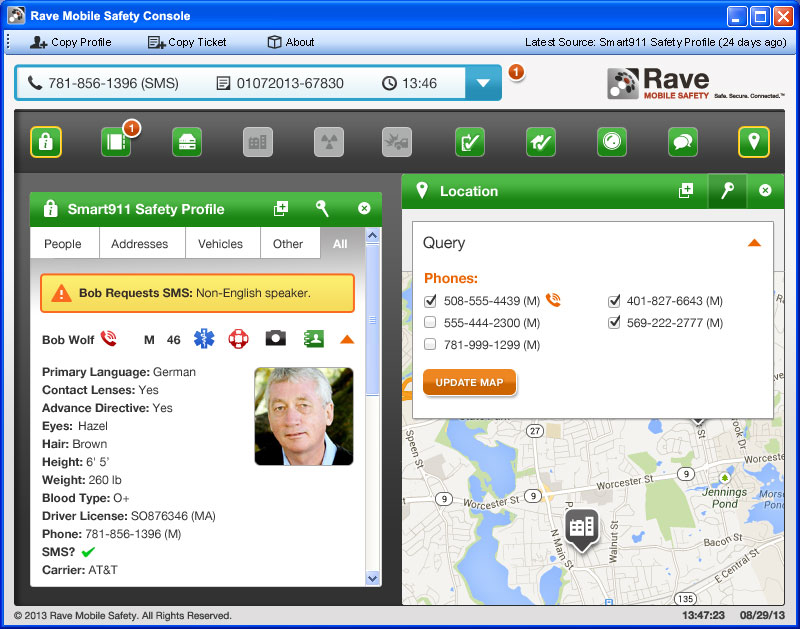 Rave Mobile Safety Console
Copy Profile
Copy Ticket
About
Latest Source: Smart911 Safety Profile (24 days ago)
781-856-1396 (SMS)
01072013-67830
13:46
1
Rave
MOBILE SAFETY
Safe. Secure. Connected.™
1
Smart911 Safety Profile
People
Addresses
Vehicles
Other
All
Bob Requests SMS: Non-English speaker.
Bob Wolf
M 46
Primary Language: German
Contact Lenses: Yes
Advance Directive: Yes
Eyes: Hazel
Hair: Brown
Height: 6' 5'
Weight: 260 lb
Blood Type: O+
Driver License: SO876346 (MA)
Phone: 781-856-1396 (M)
SMS?
Carrier: AT&T
Location
Query
Phones:
508-555-4439 (M)
401-827-6643 (M)
555-444-2300 (M)
569-222-2777 (M)
781-999-1299 (M)
UPDATE MAP
Speen St
27
Brook Dr
Worcester St
9
Worcester St
9
Worcester St
9
Jennings
Pond
N Main St
Walnut St
Bacon St
E Central St
135
© 2013 Rave Mobile Safety. All Rights Reserved.
13:47:23
08/29/13